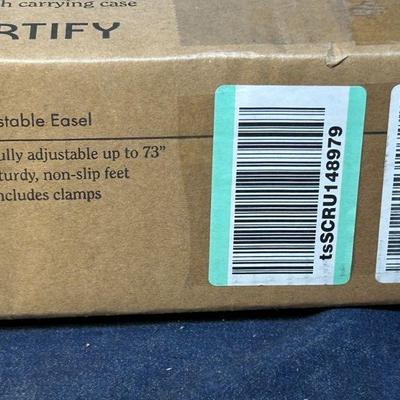 h carrying case
RTIFY
stable Easel
ully adjustable up to 73”
turdy, non-slip feet
ncludes clamps
tsSCRU148979